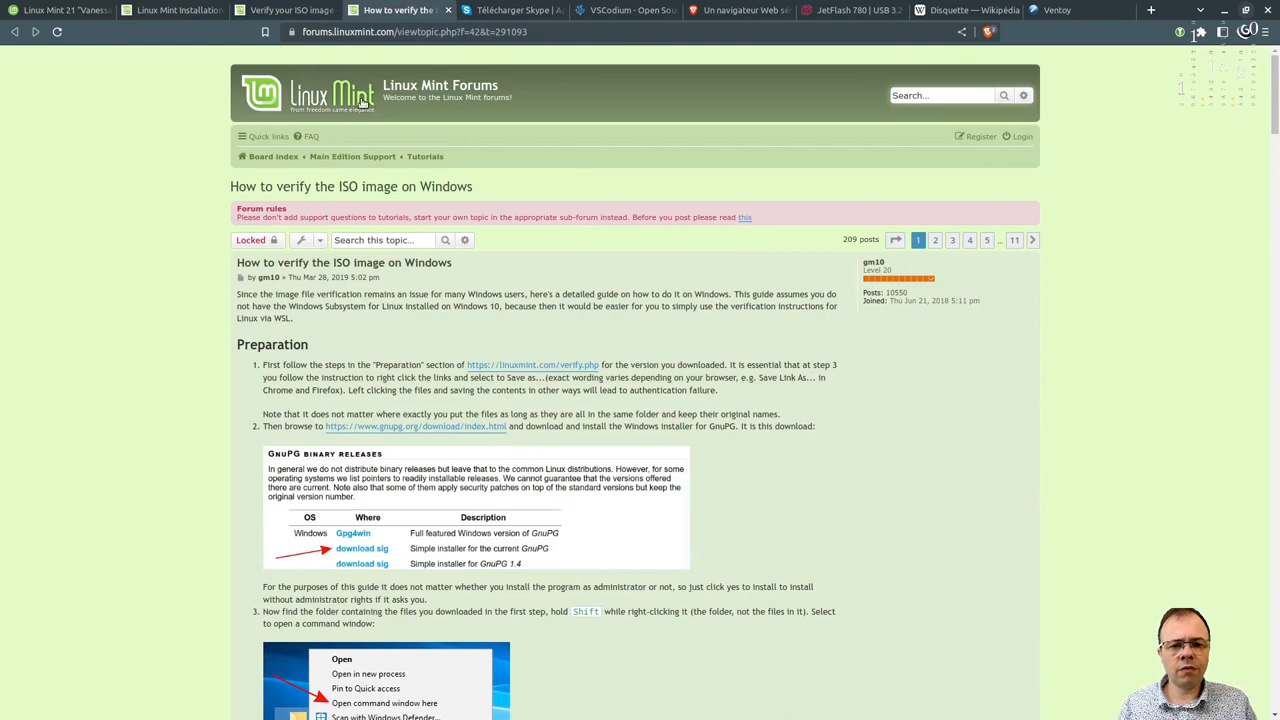 Linux Mint 21 "Vaness
Linux Mint Installation
Verify your ISO image
How to verify the I
Télécharger Skype | A
VSCodium - Open Sou
Un navigateur Web qui
JetFlash 780 | USB 3.2
Disquette — Wikipédia
Ventoy
forums.linuxmint.com/viewtopic.php?f=42&t=291093
Linux Mint
from freedom came elegance
Linux Mint Forums
Welcome to the Linux Mint forums!
Search...
Quick links FAQ
Register Login
Board index ‹ Main Edition Support ‹ Tutorials
How to verify the ISO image on Windows
Forum rules
Please don't add support questions to tutorials, start your own topic in the appropriate sub-forum instead. Before you post please read this
Locked Search this topic... 209 posts 1 2 3 4 5 ... 11
How to verify the ISO image on Windows
by gm10 » Thu Mar 28, 2019 5:02 pm
gm10
Level 20
Posts: 10550
Joined: Thu Jun 21, 2018 5:11 pm
Since the image file verification remains an issue for many Windows users, here's a detailed guide on how to do it on Windows. This guide assumes you do
not have the Windows Subsystem for Linux installed on Windows 10, because then it would be easier for you to simply use the verification instructions for
Linux via WSL.
Preparation
1. First follow the steps in the "Preparation" section of https://linuxmint.com/verify.php for the version you downloaded. It is essential that at step 3
you follow the instruction to right click the links and select to Save as...(exact wording varies depending on your browser, e.g. Save Link As... in
Chrome and Firefox). Left clicking the files and saving the contents in other ways will lead to authentication failure.
Note that it does not matter where exactly you put the files as long as they are all in the same folder and keep their original names.
2. Then browse to https://www.gnupg.org/download/index.html and download and install the Windows installer for GnuPG. It is this download:
GnuPG binary releases
In general we do not distribute binary releases but leave that to the common Linux distributions. However, for some
operating systems we list pointers to readily installable releases. We cannot guarantee that the versions offered
there are current. Note also that some of them apply security patches on top of the standard versions but keep the
original version number.
OS Where Description
Windows Gpg4win Full featured Windows version of GnuPG
download sig Simple installer for the current GnuPG
download sig Simple installer for GnuPG 1.4
For the purposes of this guide it does not matter whether you install the program as administrator or not, so just click yes to install to install
without administrator rights if it asks you.
3. Now find the folder containing the files you downloaded in the first step, hold Shift while right-clicking it (the folder, not the files in it). Select
to open a command window:
Open
Open in new process
Pin to Quick access
Open command window here
Scan with Windows Defender...